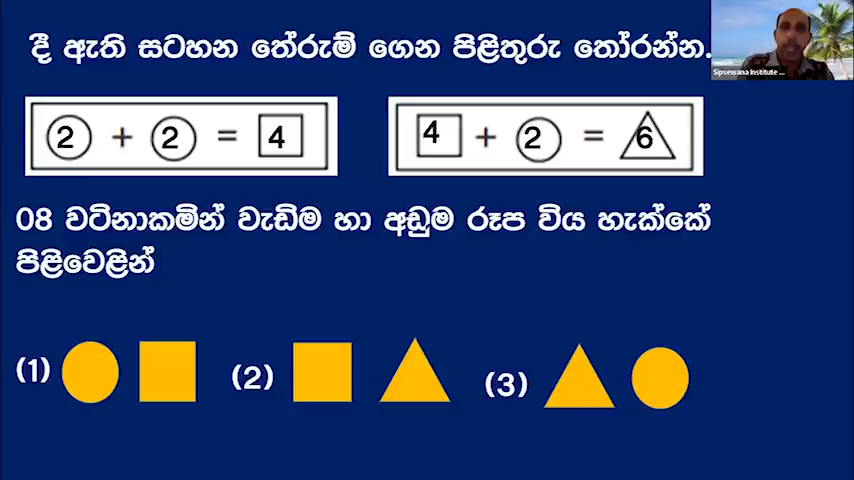 දී ඇති සටහන තේරුම් ගෙන පිළිතුරු තෝරන්න.
Sipsewana Institute ...
2 + 2 = 4
4 + 2 = 6
08 වටිනාකමින් වැඩිම හා අඩුම රූප විය හැක්කේ
පිළිවෙළින්
(1) (2) (3)